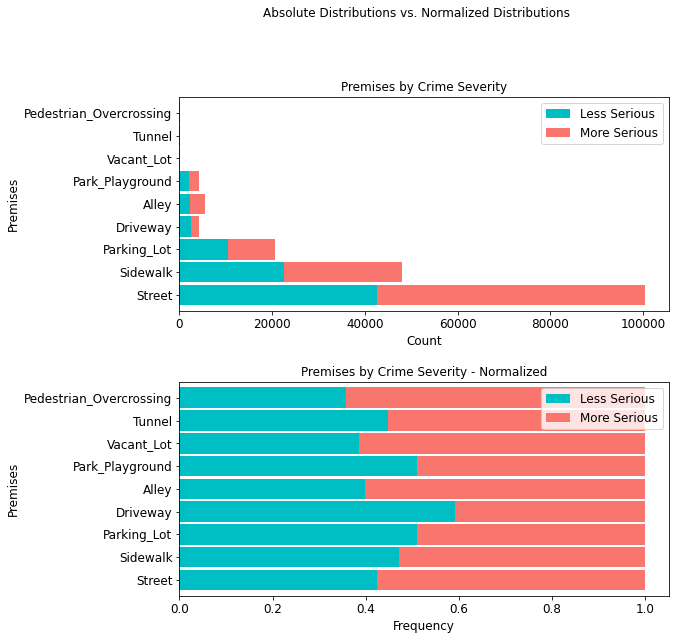 Absolute Distributions vs. Normalized Distributions
Premises by Crime Severity
Pedestrian_Overcrossing
Tunnel
Vacant_Lot
Park_Playground
Alley
Driveway
Parking_Lot
Sidewalk
Street
Premises
Less Serious
More Serious
0 20000 40000 60000 80000 100000
Count
Premises by Crime Severity - Normalized
Pedestrian_Overcrossing
Tunnel
Vacant_Lot
Park_Playground
Alley
Driveway
Parking_Lot
Sidewalk
Street
Premises
Less Serious
More Serious
0.0 0.2 0.4 0.6 0.8 1.0
Frequency